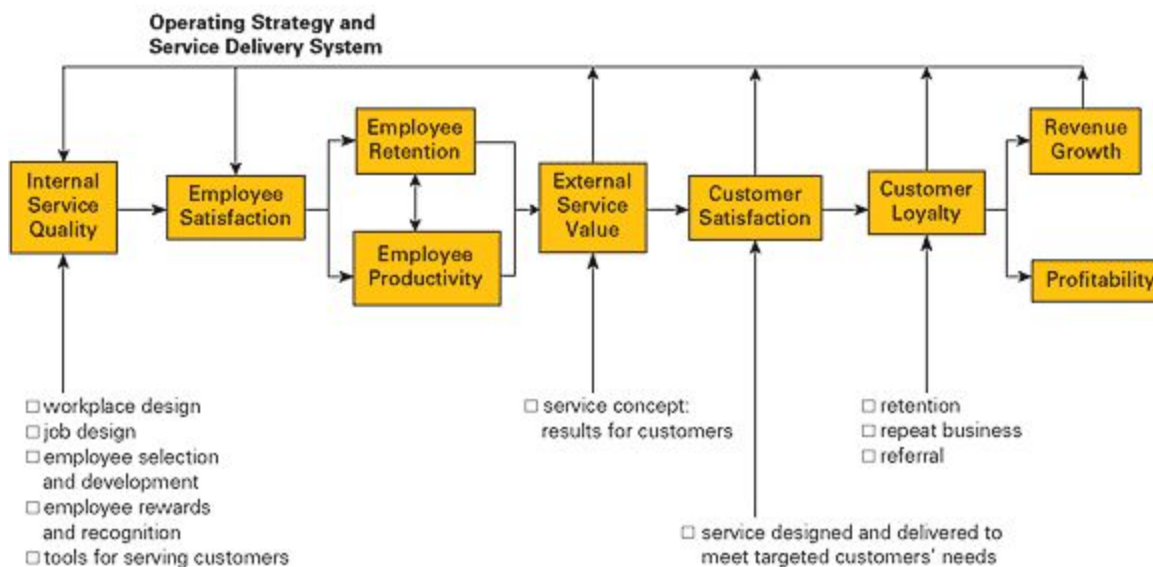 Operating Strategy and
Service Delivery System
Internal
Service
Quality
Employee
Satisfaction
Employee
Retention
Employee
Productivity
External
Service
Value
Customer
Satisfaction
Customer
Loyalty
Revenue
Growth
Profitability
□ workplace design
□ job design
□ employee selection
and development
□ employee rewards
and recognition
□ tools for serving customers
□ service concept:
results for customers
□ service designed and delivered to
meet targeted customers' needs
□ retention
□ repeat business
□ referral